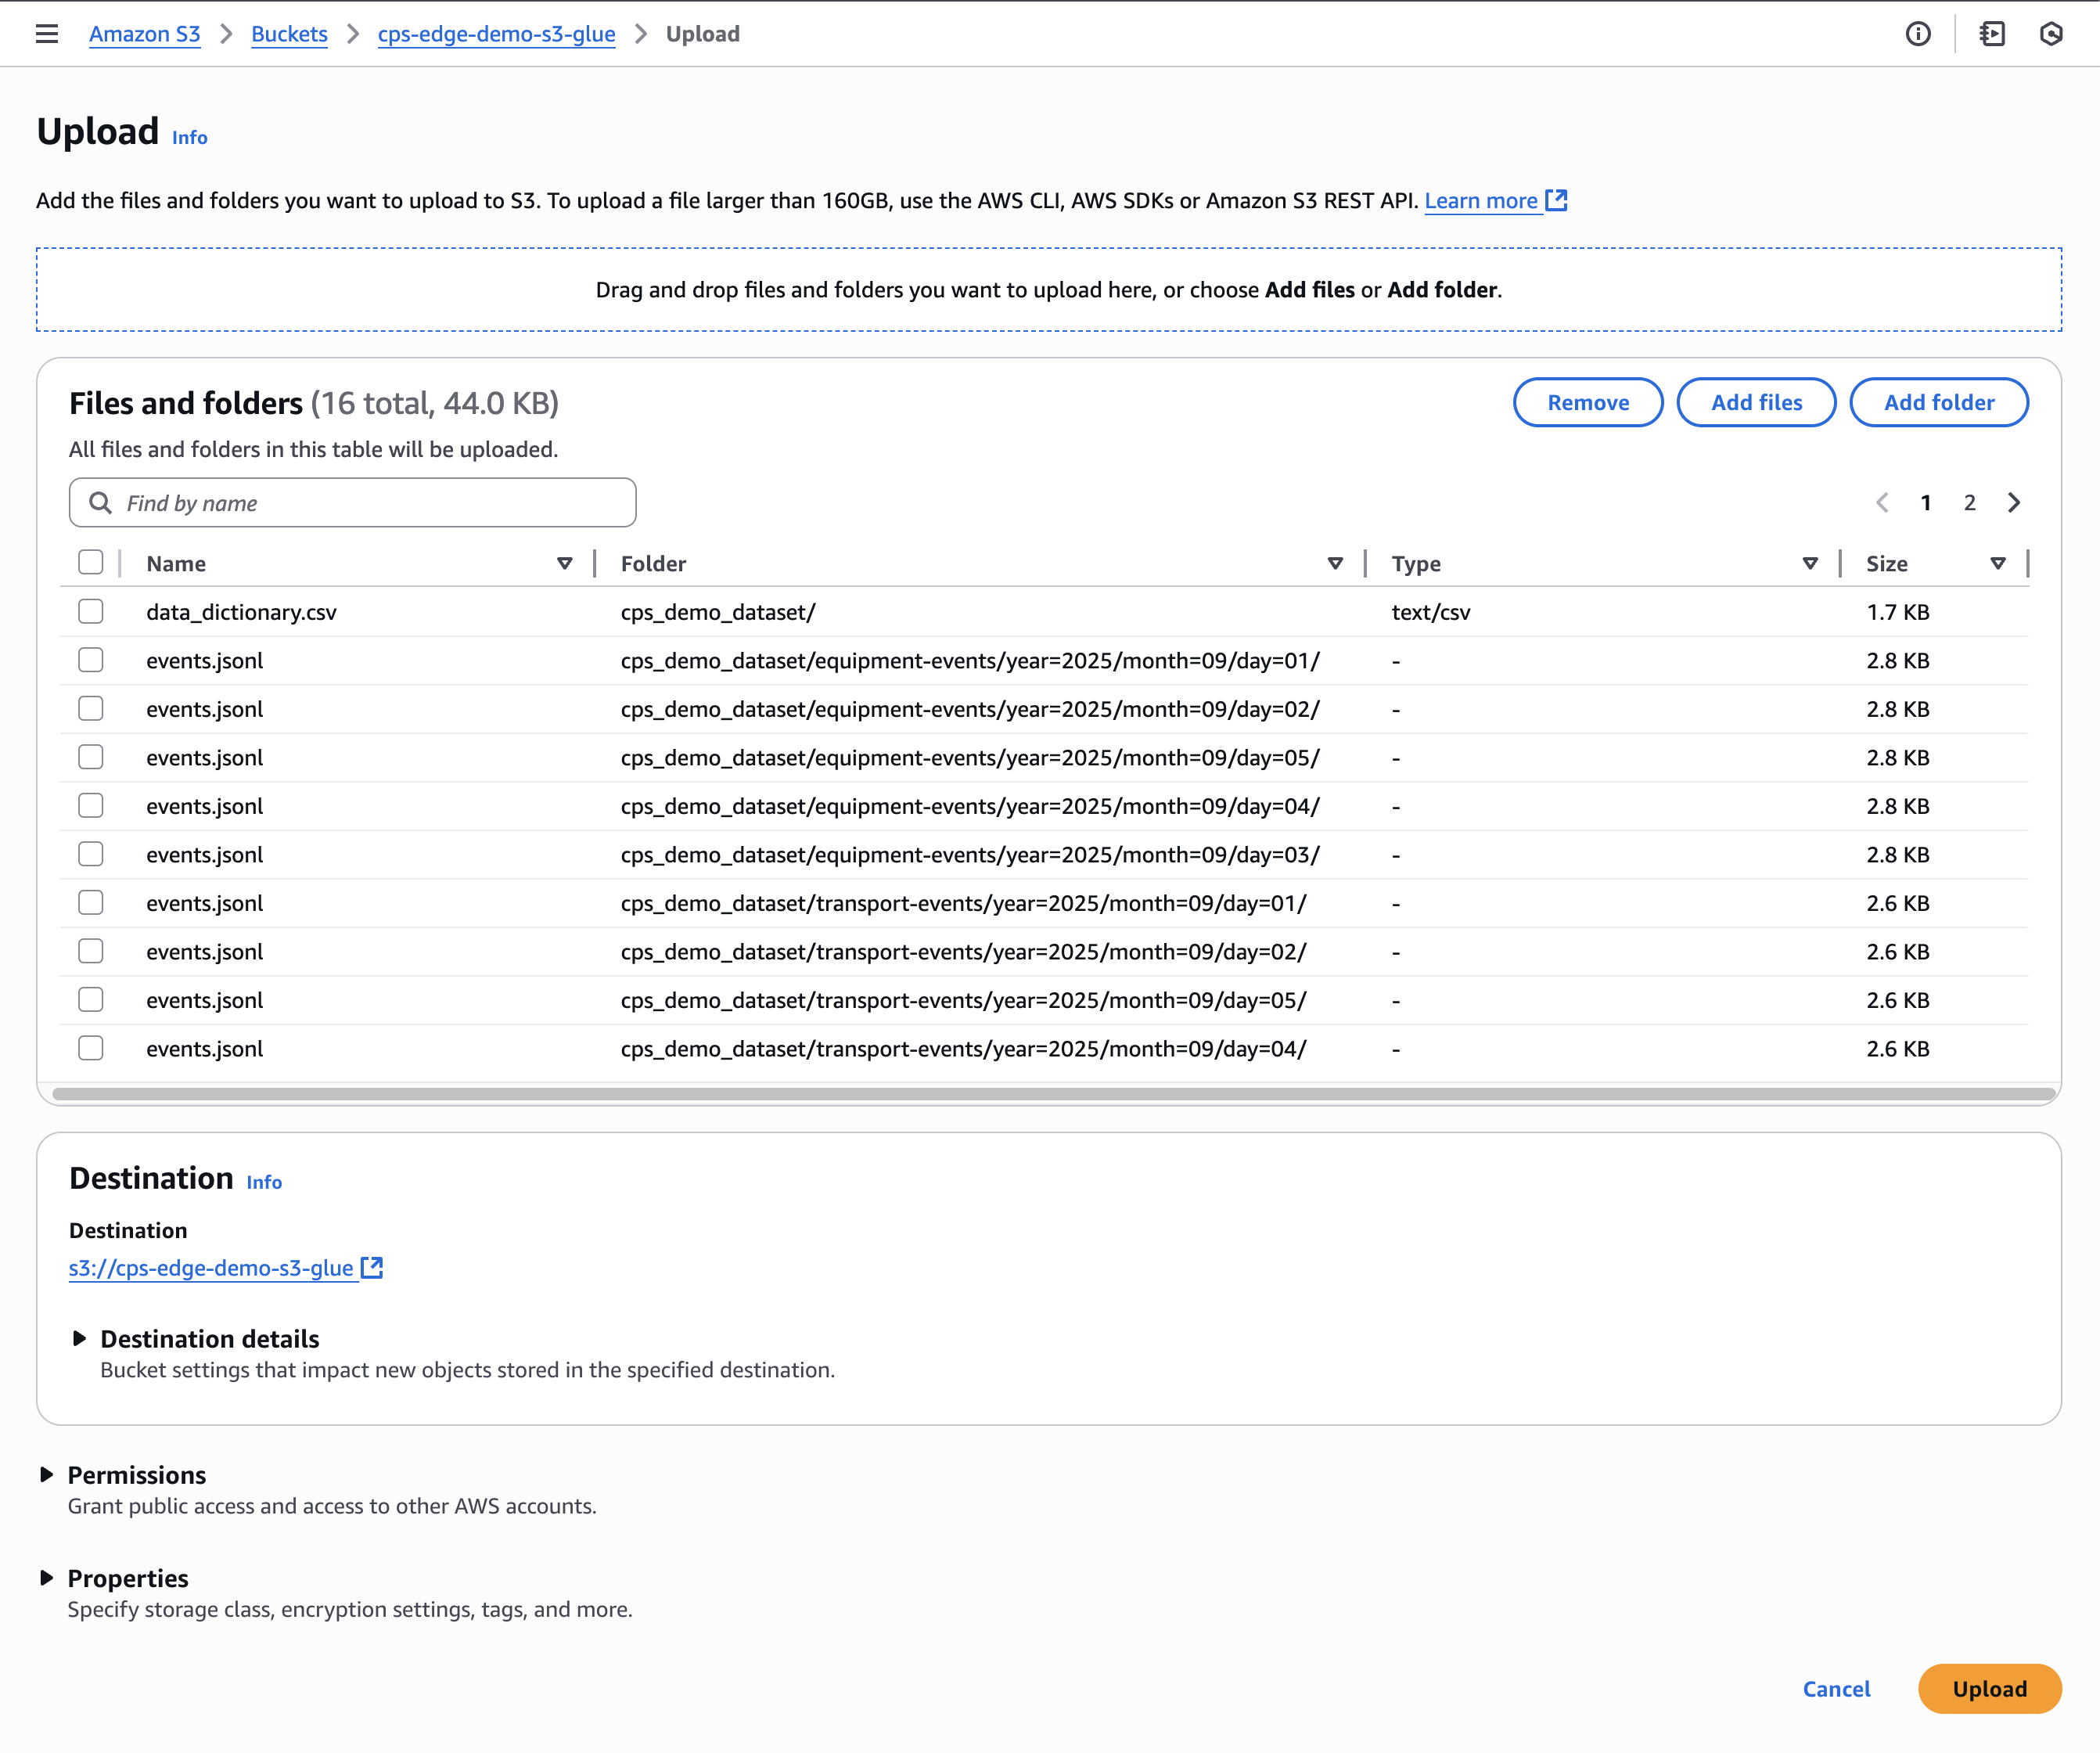 Amazon S3 > Buckets > cps-edge-demo-s3-glue > Upload
Upload Info
Add the files and folders you want to upload to S3. To upload a file larger than 160GB, use the AWS CLI, AWS SDKs or Amazon S3 REST API. Learn more
Drag and drop files and folders you want to upload here, or choose Add files or Add folder.
Files and folders (16 total, 44.0 KB)
Remove Add files Add folder
All files and folders in this table will be uploaded.
Find by name
1 2
Name Folder Type Size
data_dictionary.csv cps_demo_dataset/ text/csv 1.7 KB
events.jsonl cps_demo_dataset/equipment-events/year=2025/month=09/day=01/ - 2.8 KB
events.jsonl cps_demo_dataset/equipment-events/year=2025/month=09/day=02/ - 2.8 KB
events.jsonl cps_demo_dataset/equipment-events/year=2025/month=09/day=05/ - 2.8 KB
events.jsonl cps_demo_dataset/equipment-events/year=2025/month=09/day=04/ - 2.8 KB
events.jsonl cps_demo_dataset/equipment-events/year=2025/month=09/day=03/ - 2.8 KB
events.jsonl cps_demo_dataset/transport-events/year=2025/month=09/day=01/ - 2.6 KB
events.jsonl cps_demo_dataset/transport-events/year=2025/month=09/day=02/ - 2.6 KB
events.jsonl cps_demo_dataset/transport-events/year=2025/month=09/day=05/ - 2.6 KB
events.jsonl cps_demo_dataset/transport-events/year=2025/month=09/day=04/ - 2.6 KB
Destination Info
Destination
s3://cps-edge-demo-s3-glue
Destination details
Bucket settings that impact new objects stored in the specified destination.
Permissions
Grant public access and access to other AWS accounts.
Properties
Specify storage class, encryption settings, tags, and more.
Cancel Upload